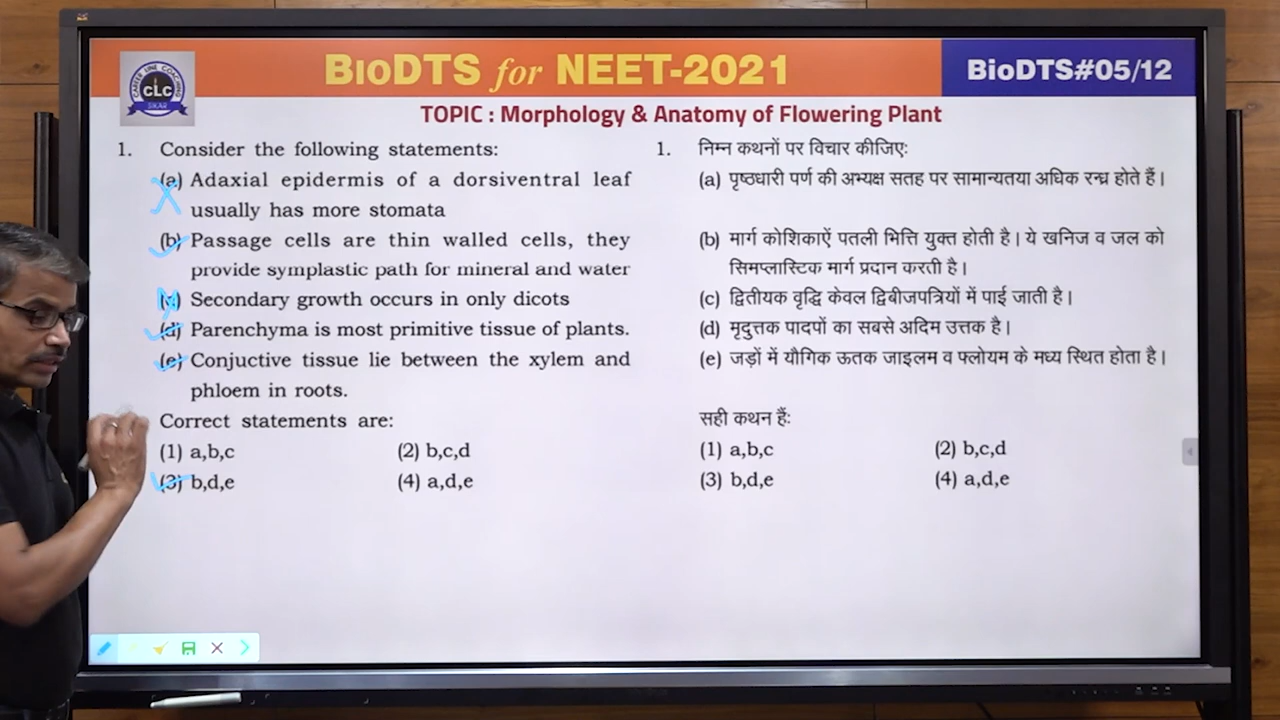 BIODTS for NEET-2021
BioDTS#05/12
CAREER LINE COACHING
CLC
SIKAR
TOPIC : Morphology & Anatomy of Flowering Plant
1. Consider the following statements:
(a) Adaxial epidermis of a dorsiventral leaf
usually has more stomata
(b) Passage cells are thin walled cells, they
provide symplastic path for mineral and water
(c) Secondary growth occurs in only dicots
(d) Parenchyma is most primitive tissue of plants.
(e) Conjuctive tissue lie between the xylem and
phloem in roots.
Correct statements are:
(1) a,b,c (2) b,c,d
(3) b,d,e (4) a,d,e
1. निम्न कथनों पर विचार कीजिए:
(a) पृष्ठधारी पर्ण की अभ्यक्ष सतह पर सामान्यतया अधिक रन्ध्र होते हैं।
(b) मार्ग कोशिकाऐं पतली भित्ति युक्त होती है। ये खनिज व जल को
सिमप्लास्टिक मार्ग प्रदान करती है।
(c) द्वितीयक वृद्धि केवल द्विबीजपत्रियों में पाई जाती है।
(d) मृदुत्तक पादपों का सबसे अदिम उत्तक है।
(e) जड़ों में यौगिक ऊतक जाइलम व फ्लोयम के मध्य स्थित होता है।
सही कथन हैं:
(1) a,b,c (2) b,c,d
(3) b,d,e (4) a,d,e